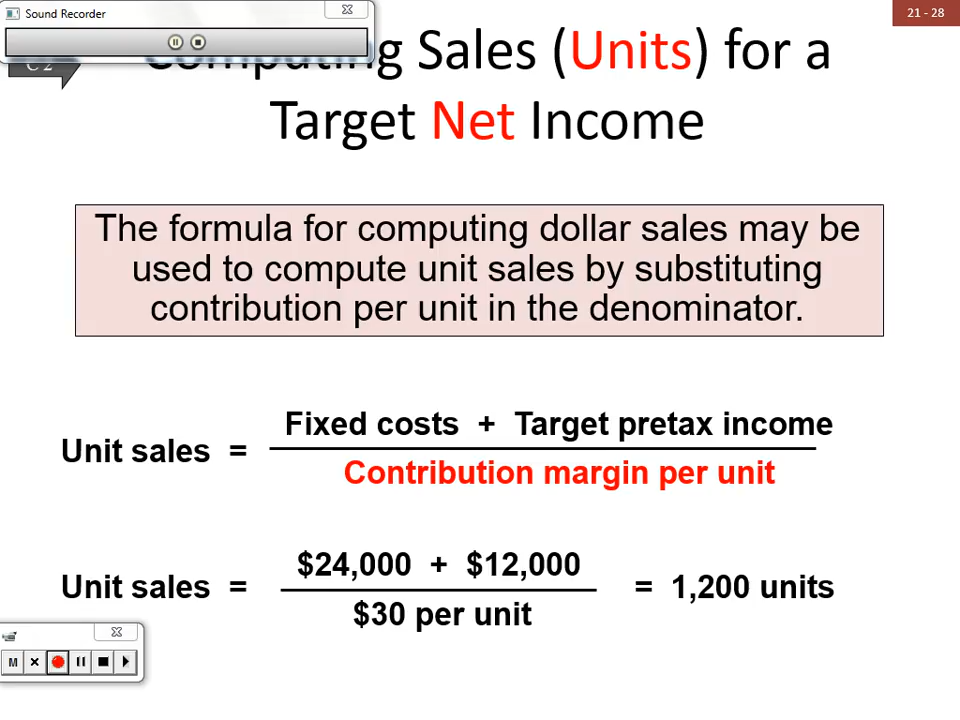 Sound Recorder
21 - 28
C 2
Computing Sales (Units) for a
Target Net Income
The formula for computing dollar sales may be
used to compute unit sales by substituting
contribution per unit in the denominator.
Fixed costs + Target pretax income
Unit sales =
Contribution margin per unit
$24,000 + $12,000
Unit sales = = 1,200 units
$30 per unit
M